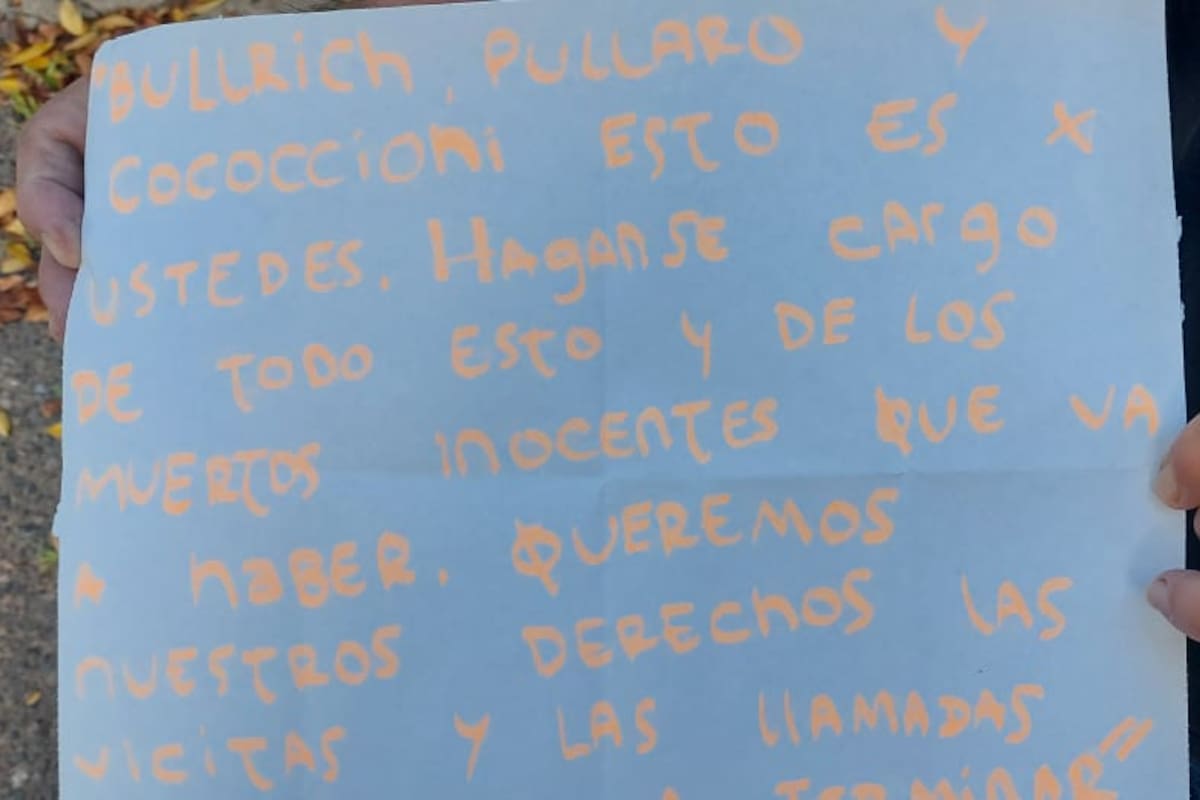 "BULLRich, PULLARO Y
COCOCCiOni ESTO ES X
USTEDES. HAganSE cargo
DE TODO ESTO Y DE LOS
MUERTOS inOCEnTES QUE VA
A haBER. QUEREMOS
nUESTROS DERECHOS LAS
ViCiTAS Y LAS llAMADAS
A TERMiNAR"